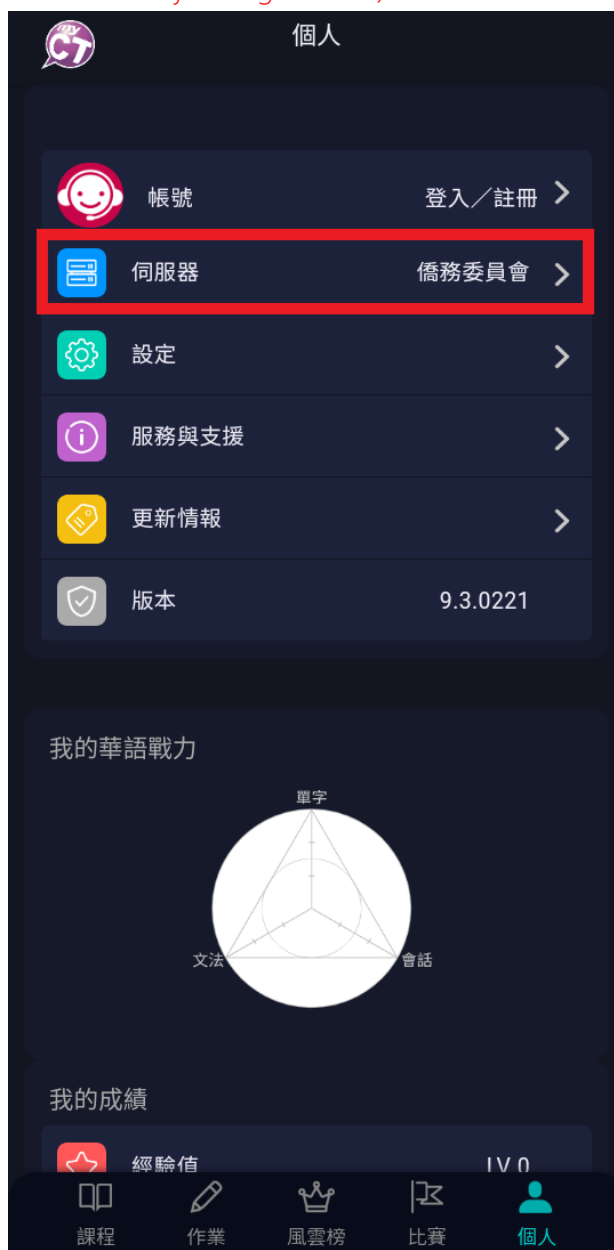 my CT
個人
帳號 登入／註冊
伺服器 僑務委員會
設定
服務與支援
更新情報
版本 9.3.0221
我的華語戰力
單字
文法 會話
我的成績
經驗值 LV 0
課程 作業 風雲榜 比賽 個人